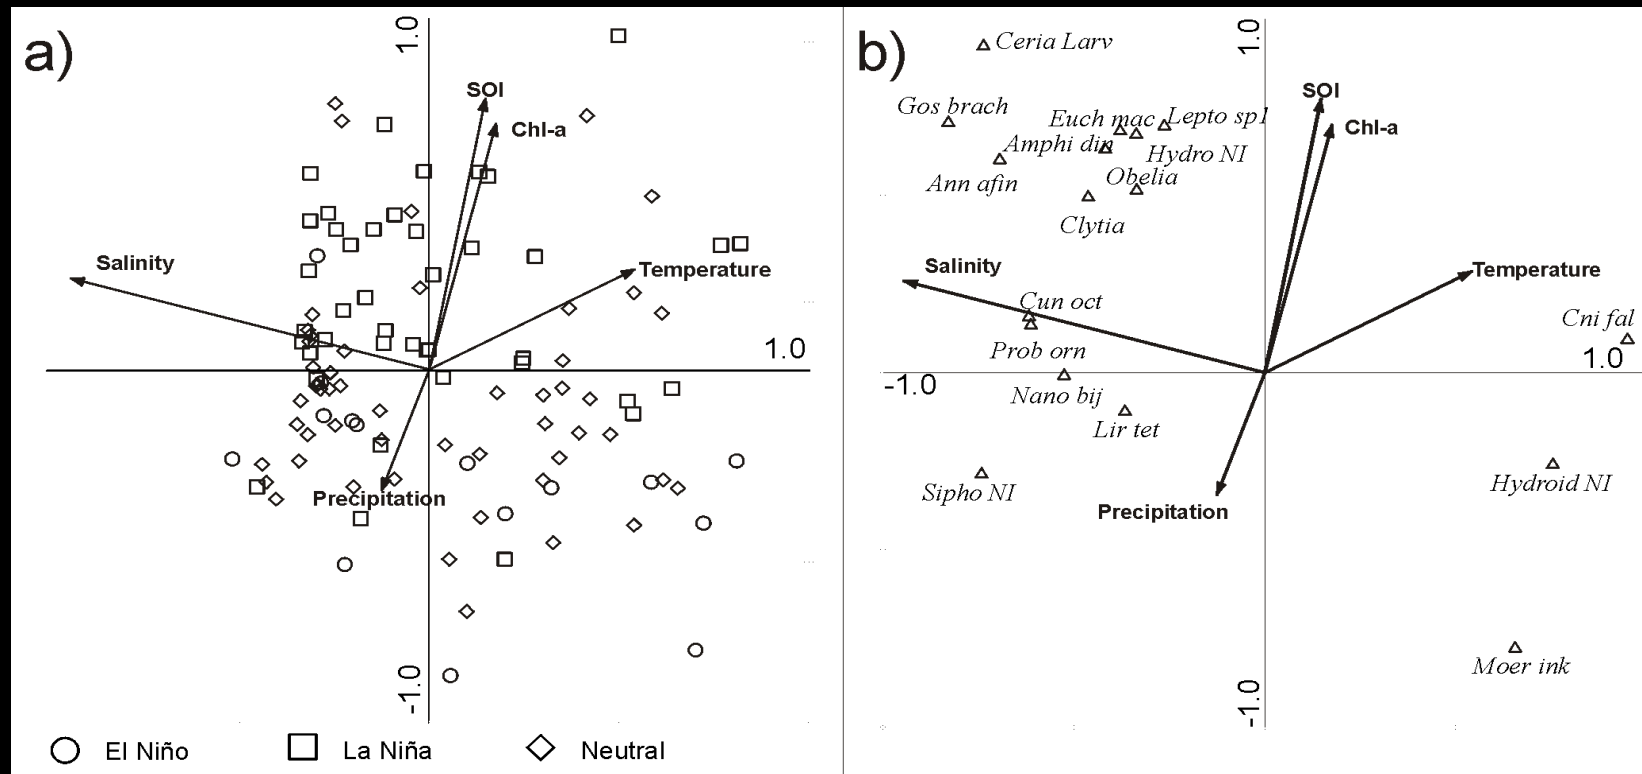 a)
1.0
SOI
Chl-a
Salinity
Temperature
1.0
Precipitation
-1.0
El Niño
La Niña
Neutral
b)
1.0
Ceria Larv
SOI
Gos brach
Euch mac
Lepto sp1
Chl-a
Amphi din
Hydro NI
Ann afin
Obelia
Clytia
Salinity
Temperature
Cun oct
Cni fal
Prob orn
1.0
-1.0
Nano bij
Lir tet
Sipho NI
Hydroid NI
Precipitation
Moer ink
-1.0